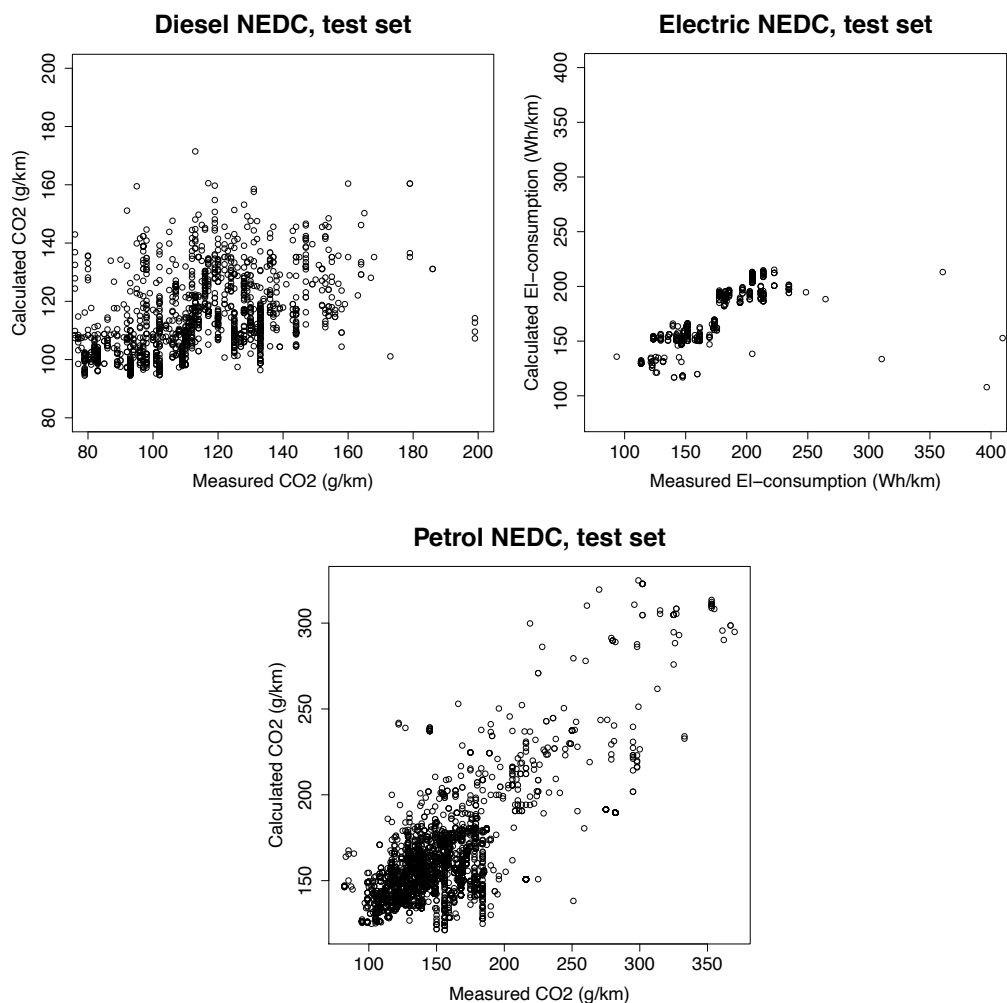 Diesel NEDC, test set
Calculated CO2 (g/km)
200
180
160
140
120
100
80
80 100 120 140 160 180 200
Measured CO2 (g/km)
Electric NEDC, test set
Calculated El−consumption (Wh/km)
400
350
300
250
200
150
100
100 150 200 250 300 350 400
Measured El−consumption (Wh/km)
Petrol NEDC, test set
Calculated CO2 (g/km)
300
250
200
150
100 150 200 250 300 350
Measured CO2 (g/km)